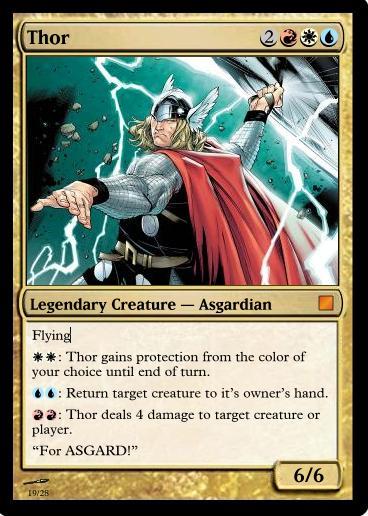 Thor 2
Legendary Creature — Asgardian
Flying
: Thor gains protection from the color of
your choice until end of turn.
: Return target creature to it's owner's hand.
: Thor deals 4 damage to target creature or
player.
“For ASGARD!”
6/6
19/28